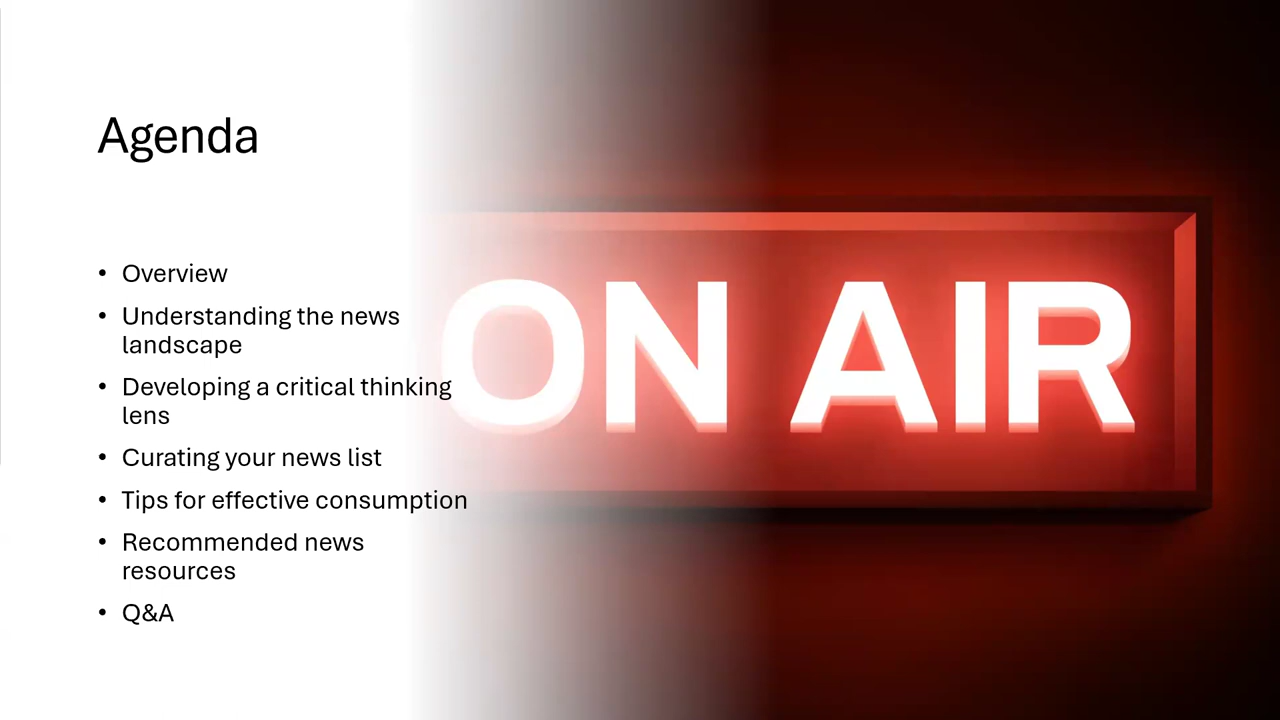 Agenda
• Overview
• Understanding the news
landscape
• Developing a critical thinking
lens
• Curating your news list
• Tips for effective consumption
• Recommended news
resources
• Q&A
ON AIR